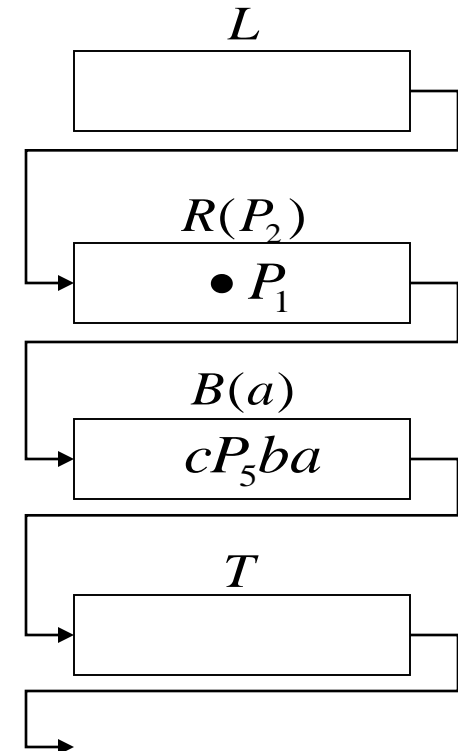 L
R(P₂)
● P₁
B(a)
cP₅ba
T